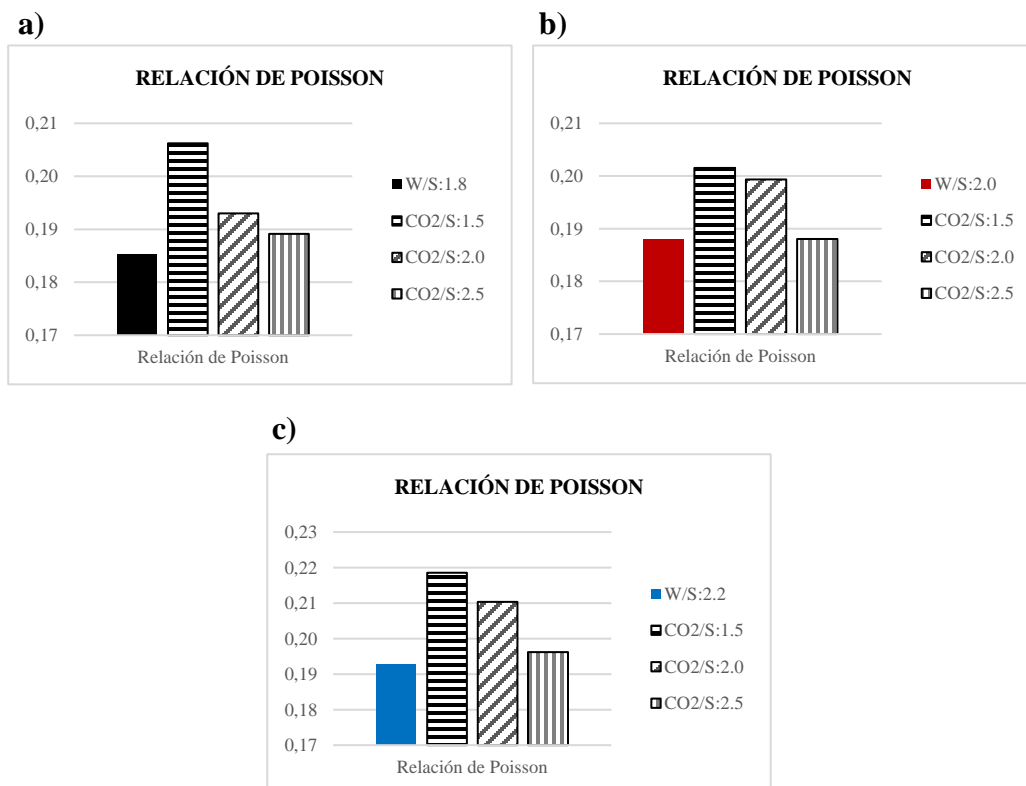 a)
RELACIÓN DE POISSON
0,21
0,20
0,19
0,18
0,17
Relación de Poisson
W/S:1.8
CO2/S:1.5
CO2/S:2.0
CO2/S:2.5
b)
RELACIÓN DE POISSON
0,21
0,20
0,19
0,18
0,17
Relación de Poisson
W/S:2.0
CO2/S:1.5
CO2/S:2.0
CO2/S:2.5
c)
RELACIÓN DE POISSON
0,23
0,22
0,21
0,20
0,19
0,18
0,17
Relación de Poisson
W/S:2.2
CO2/S:1.5
CO2/S:2.0
CO2/S:2.5